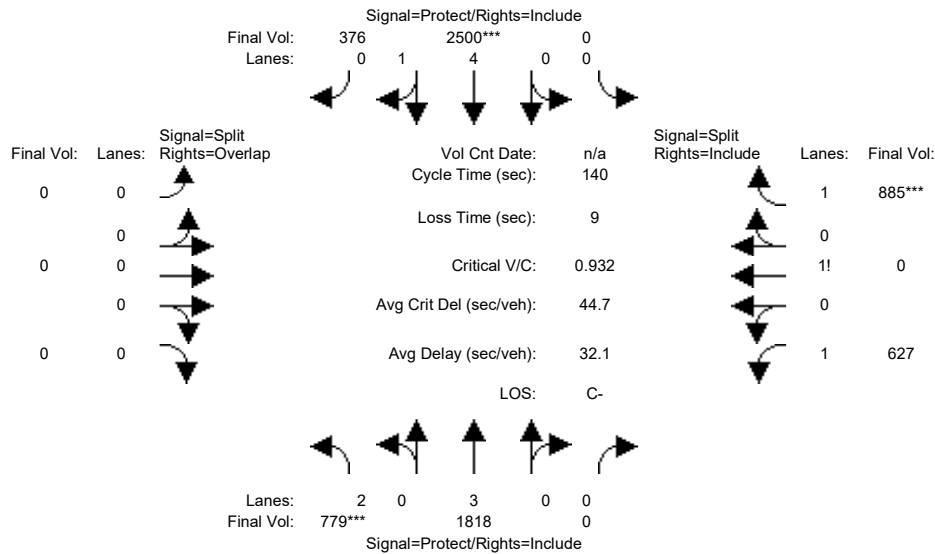 Signal=Protect/Rights=Include
Final Vol: 376 2500*** 0
Lanes: 0 1 4 0 0
Signal=Split Signal=Split
Final Vol: Lanes: Rights=Overlap Vol Cnt Date: n/a Rights=Include Lanes: Final Vol:
Cycle Time (sec): 140
0 0 1 885***
Loss Time (sec): 9
0 0
0 0 Critical V/C: 0.932 1! 0
0 Avg Crit Del (sec/veh): 44.7 0
0 0 Avg Delay (sec/veh): 32.1 1 627
LOS: C-
Lanes: 2 0 3 0 0
Final Vol: 779*** 1818 0
Signal=Protect/Rights=Include